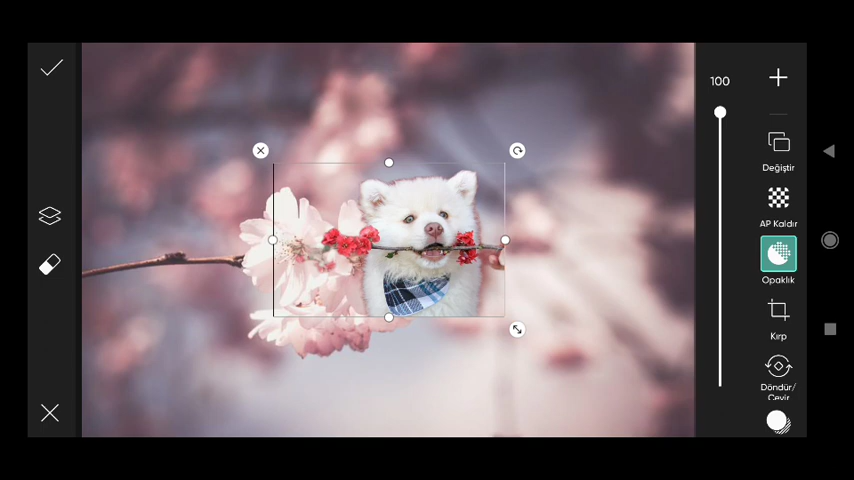 100
Değiştir
AP Kaldır
Opaklık
Kırp
Döndür/
Çevir